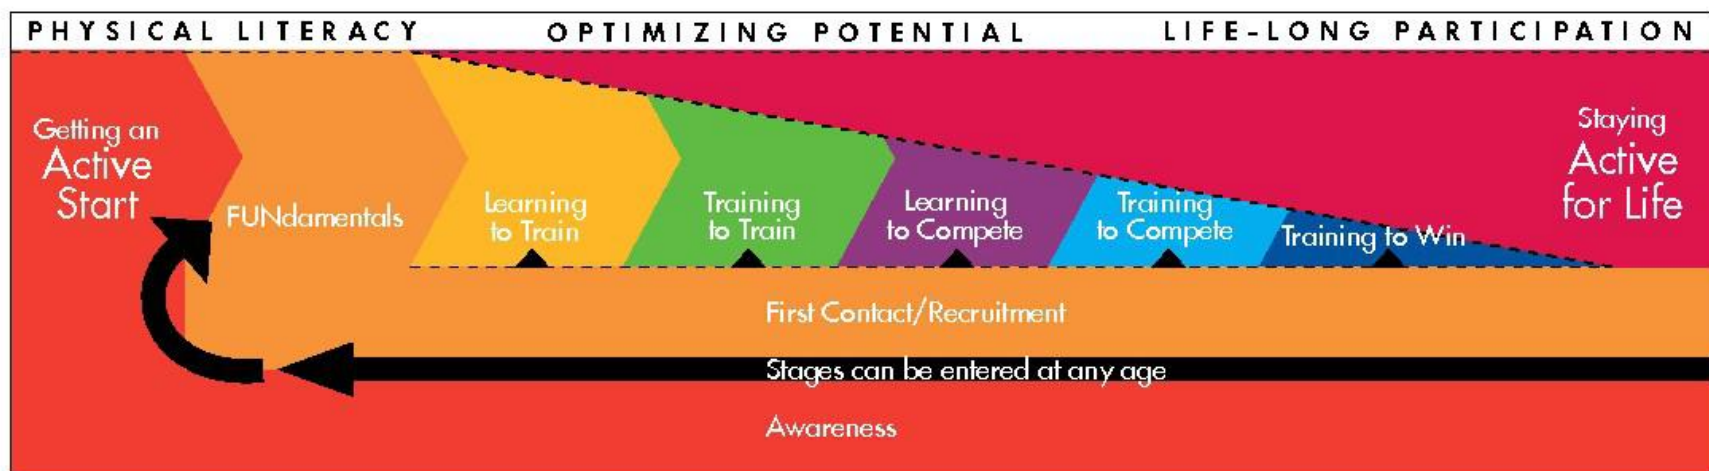 PHYSICAL LITERACY OPTIMIZING POTENTIAL LIFE-LONG PARTICIPATION
Getting an
Active
Start
FUNdamentals
Learning
to Train
Training
to Train
Learning
to Compete
Training
to Compete
Training to Win
Staying
Active
for Life
First Contact/Recruitment
Stages can be entered at any age
Awareness